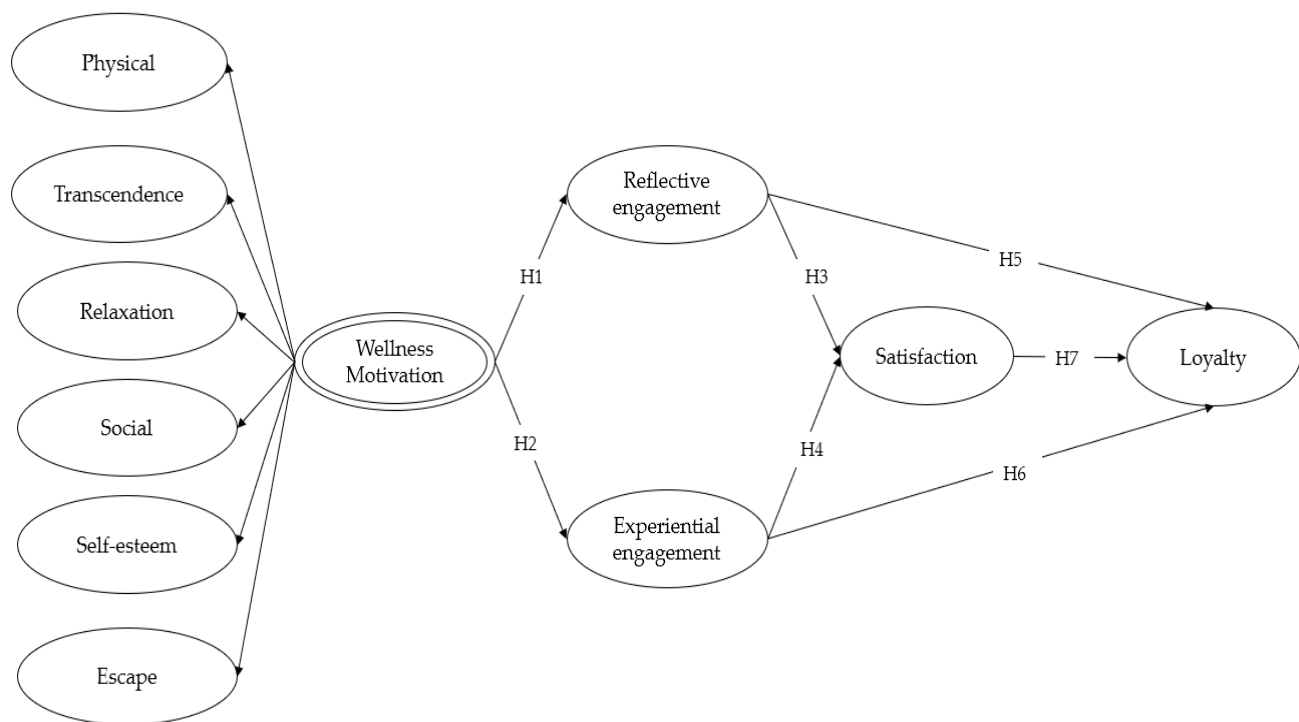 Physical
Transcendence
Relaxation
Social
Self-esteem
Escape
Wellness
Motivation
H1
H2
Reflective
engagement
Experiential
engagement
H3
H4
Satisfaction
H5
H7
H6
Loyalty